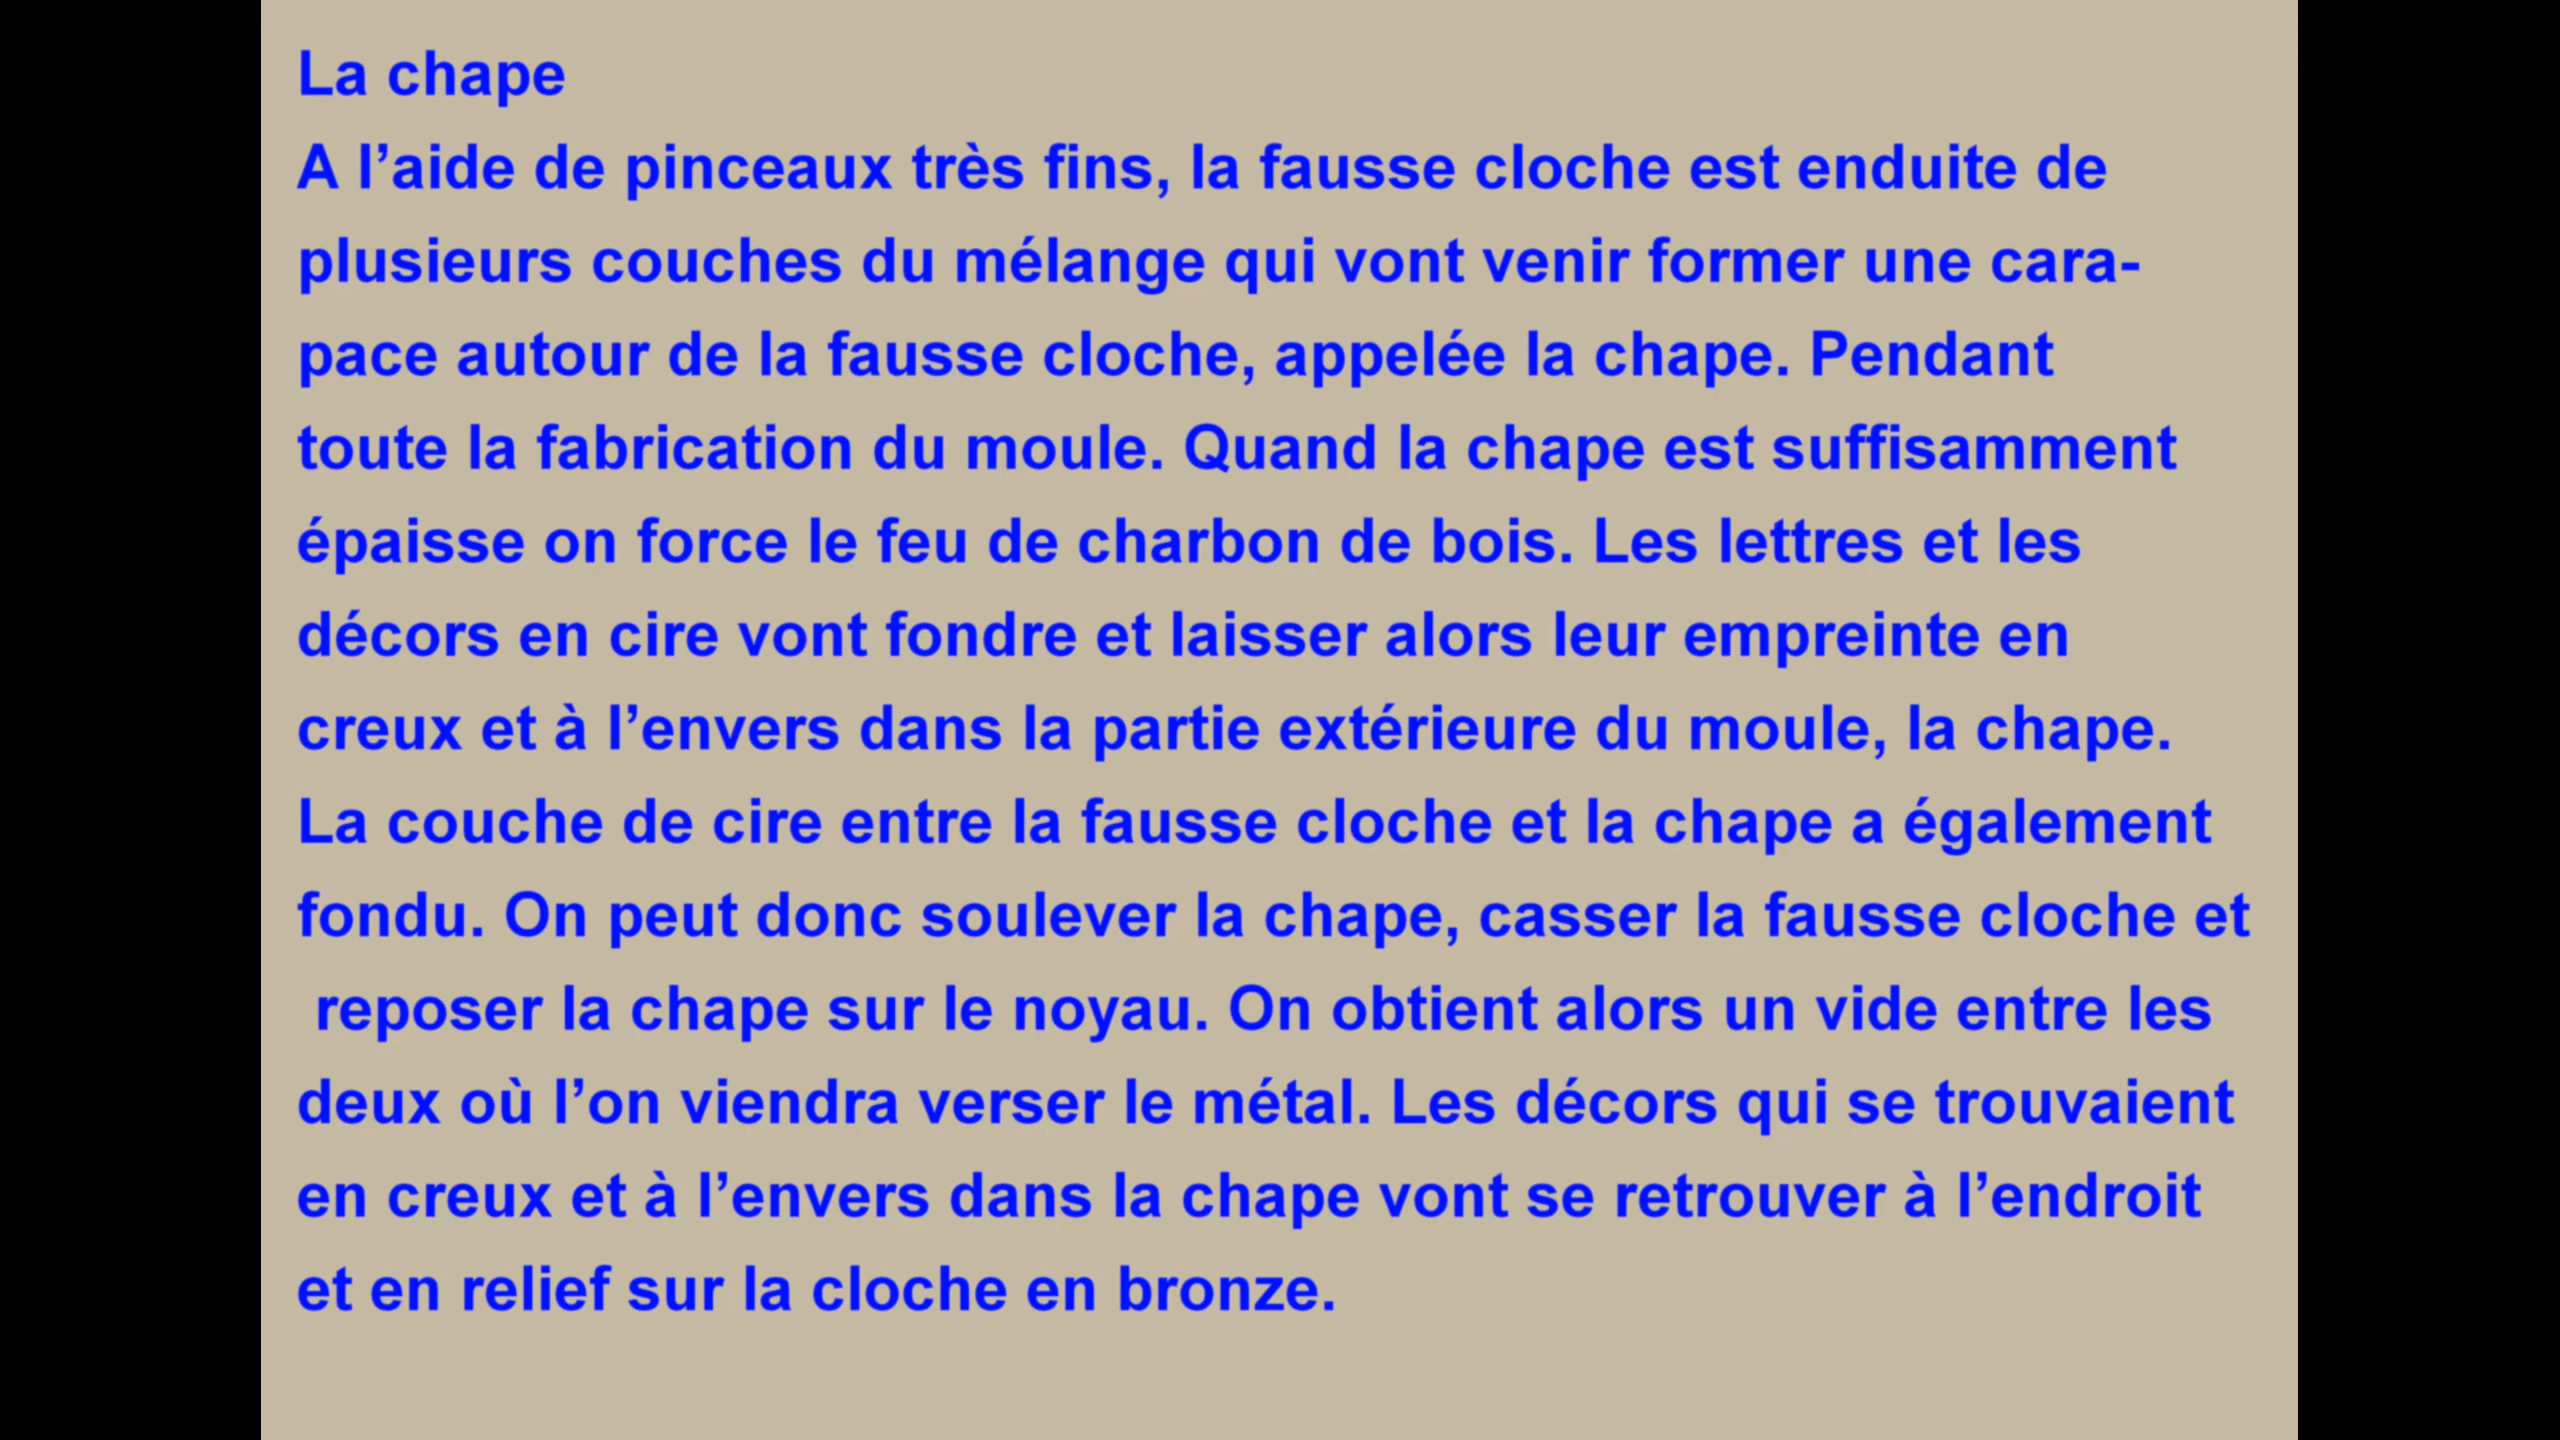 La chape
A l’aide de pinceaux très fins, la fausse cloche est enduite de
plusieurs couches du mélange qui vont venir former une cara-
pace autour de la fausse cloche, appelée la chape. Pendant
toute la fabrication du moule. Quand la chape est suffisamment
épaisse on force le feu de charbon de bois. Les lettres et les
décors en cire vont fondre et laisser alors leur empreinte en
creux et à l’envers dans la partie extérieure du moule, la chape.
La couche de cire entre la fausse cloche et la chape a également
fondu. On peut donc soulever la chape, casser la fausse cloche et
reposer la chape sur le noyau. On obtient alors un vide entre les
deux où l’on viendra verser le métal. Les décors qui se trouvaient
en creux et à l’envers dans la chape vont se retrouver à l’endroit
et en relief sur la cloche en bronze.